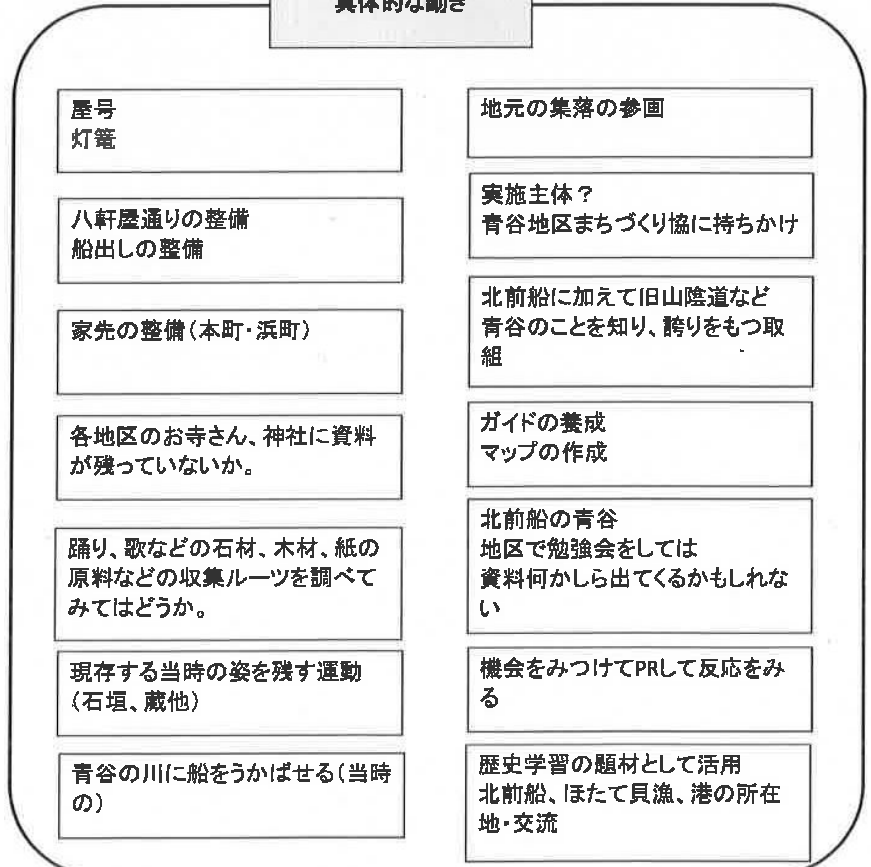 具体的な動き
屋号
灯篭
八軒屋通りの整備
船出しの整備
家先の整備(本町・浜町)
各地区のお寺さん、神社に資料
が残っていないか。
踊り、歌などの石材、木材、紙の
原料などの収集ルーツを調べて
みてはどうか。
現存する当時の姿を残す運動
(石垣、蔵他)
青谷の川に船をうかばせる(当時
の)
地元の集落の参画
実施主体?
青谷地区まちづくり協に持ちかけ
北前船に加えて旧山陰道など
青谷のことを知り、誇りをもつ取
組
ガイドの養成
マップの作成
北前船の青谷
地区で勉強会をしては
資料何かしら出てくるかもしれな
い
機会をみつけてPRして反応をみ
る
歴史学習の題材として活用
北前船、ほたて貝漁、港の所在
地・交流